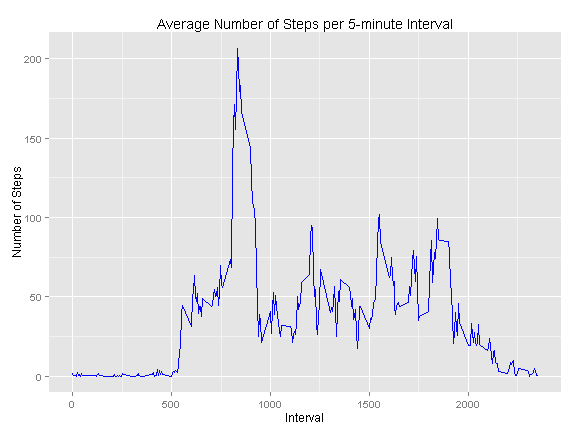 Average Number of Steps per 5-minute Interval
200
150
100
50
0
Number of Steps
0 500 1000 1500 2000
Interval